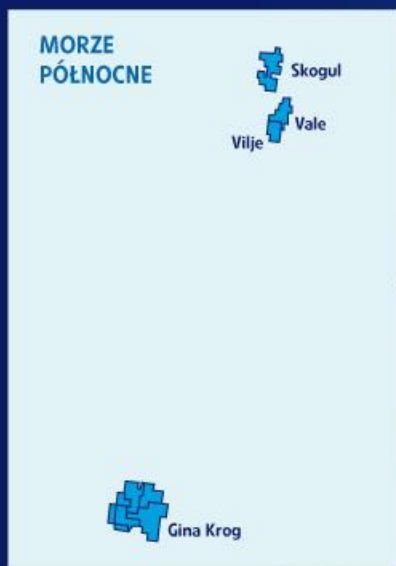 MORZE
PÓŁNOCNE
Skogul
Vale
Vilje
Gina Krog